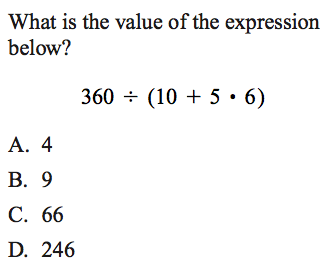 What is the value of the expression
below?
360 ÷ (10 + 5 • 6)
A. 4
B. 9
C. 66
D. 246